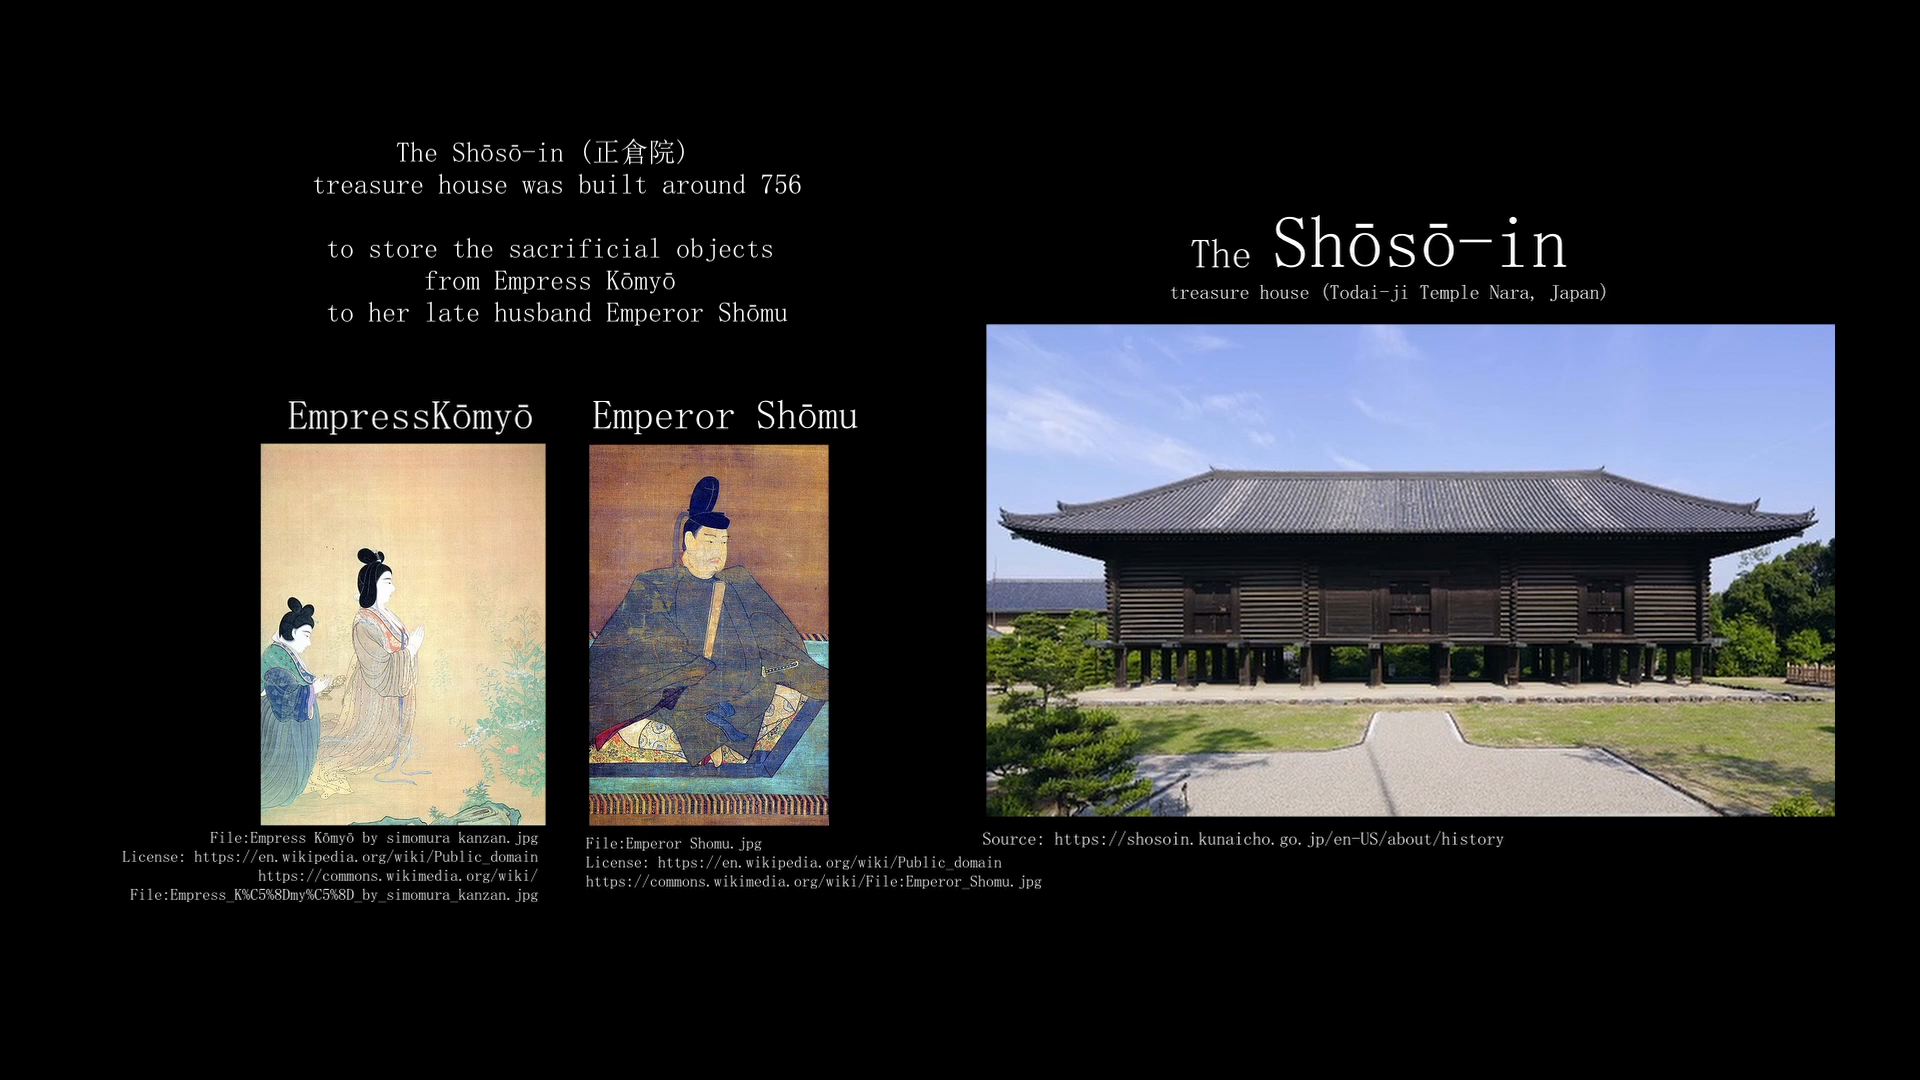 The Shōsō-in (正倉院)
treasure house was built around 756
to store the sacrificial objects
from Empress Kōmyō
to her late husband Emperor Shōmu
EmpressKōmyō
Emperor Shōmu
File:Empress Kōmyō by simomura kanzan.jpg
License: https://en.wikipedia.org/wiki/Public_domain
https://commons.wikimedia.org/wiki/
File:Empress_K%C5%8Dmy%C5%8D_by_simomura_kanzan.jpg
File:Emperor Shomu.jpg
License: https://en.wikipedia.org/wiki/Public_domain
https://commons.wikimedia.org/wiki/File:Emperor_Shomu.jpg
The Shōsō-in
treasure house (Todai-ji Temple Nara, Japan)
Source: https://shosoin.kunaicho.go.jp/en-US/about/history